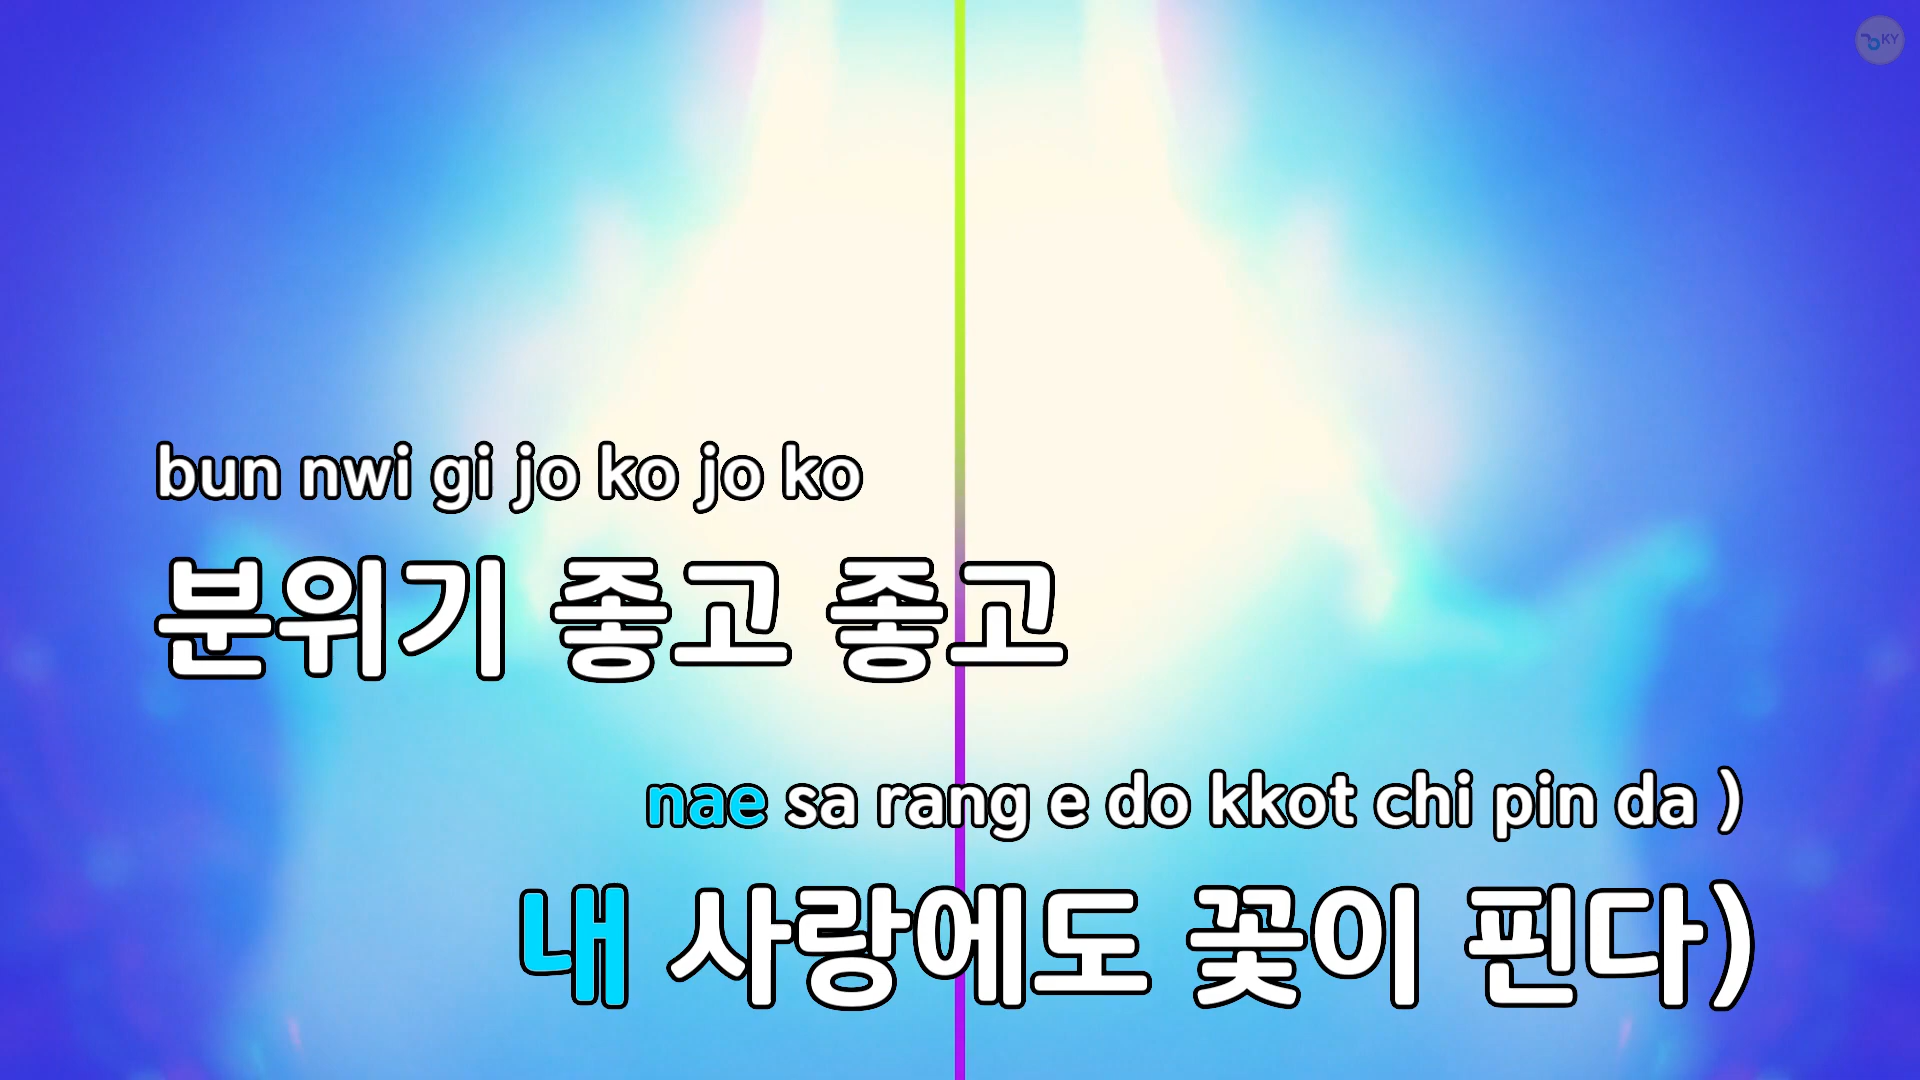 KY
bun nwi gi jo ko jo ko
분위기 좋고 좋고
nae sa rang e do kkot chi pin da )
내 사랑에도 꽃이 핀다)